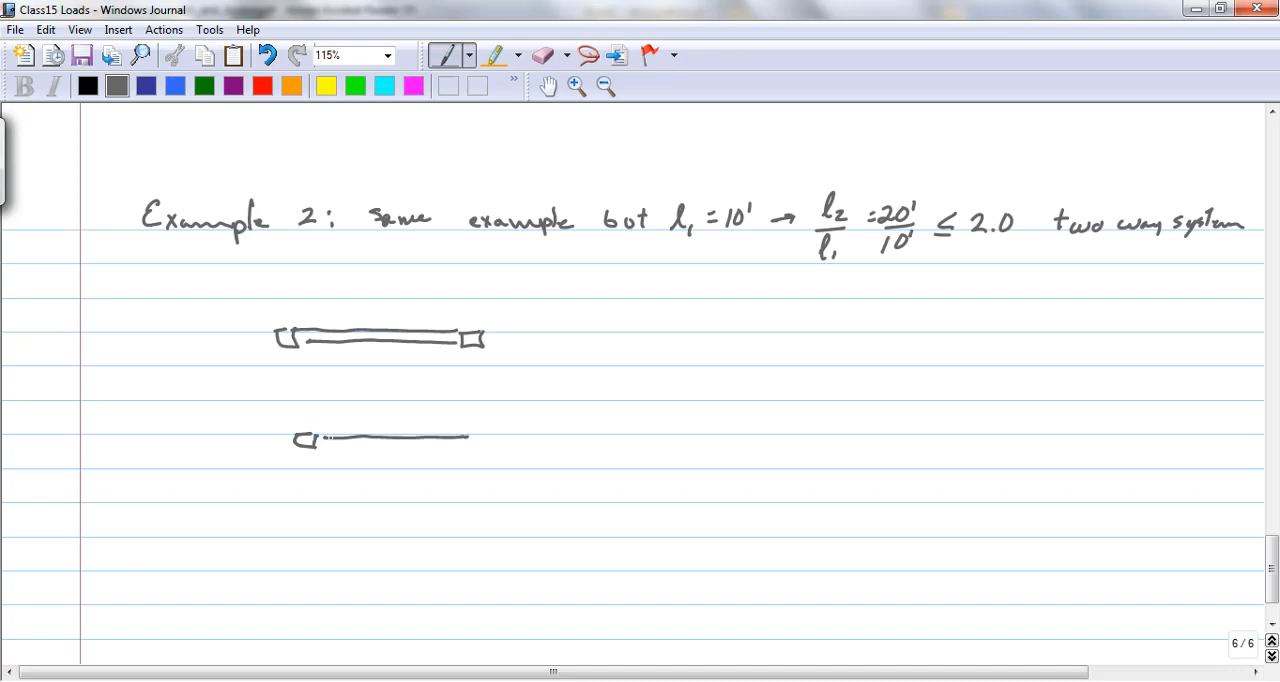 Class15 Loads - Windows Journal
File Edit View Insert Actions Tools Help
115%
B I
Example 2: same example but l₁ = 10' → l₂/l₁ = 20'/10' ≤ 2.0 two way system
6 / 6